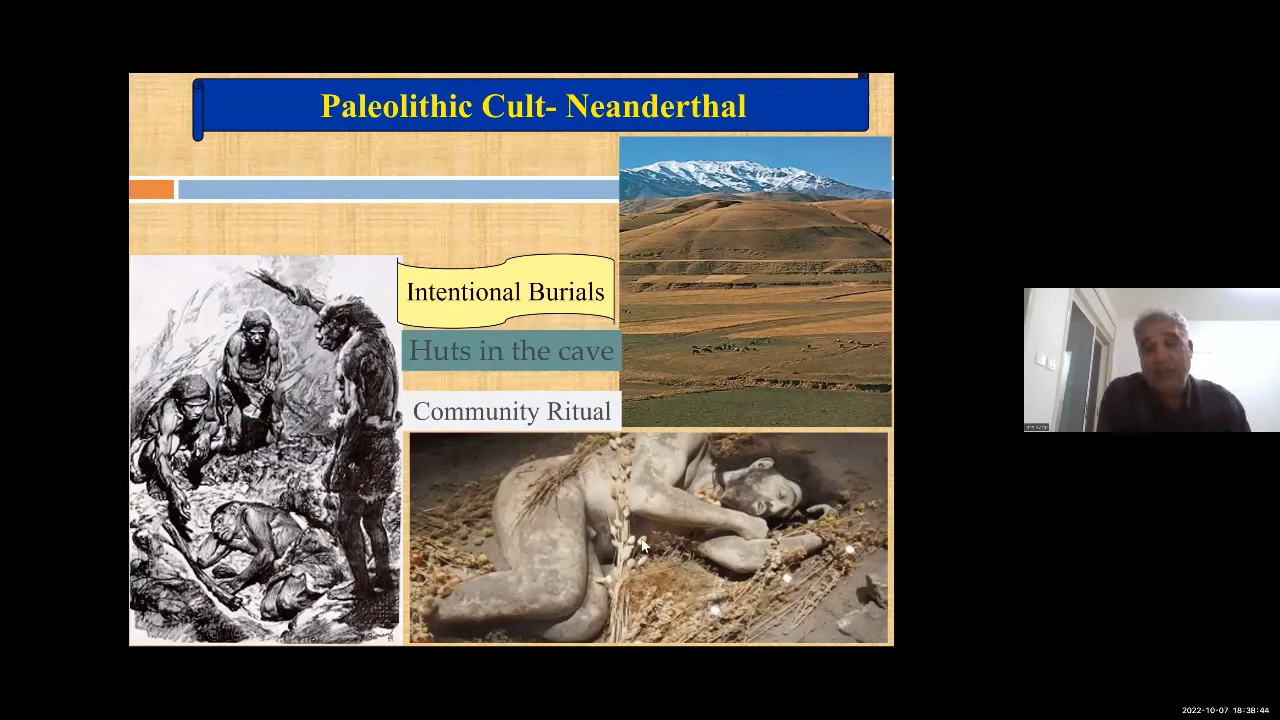 Paleolithic Cult- Neanderthal
Intentional Burials
Huts in the cave
Community Ritual
2022-10-07 18:38:44